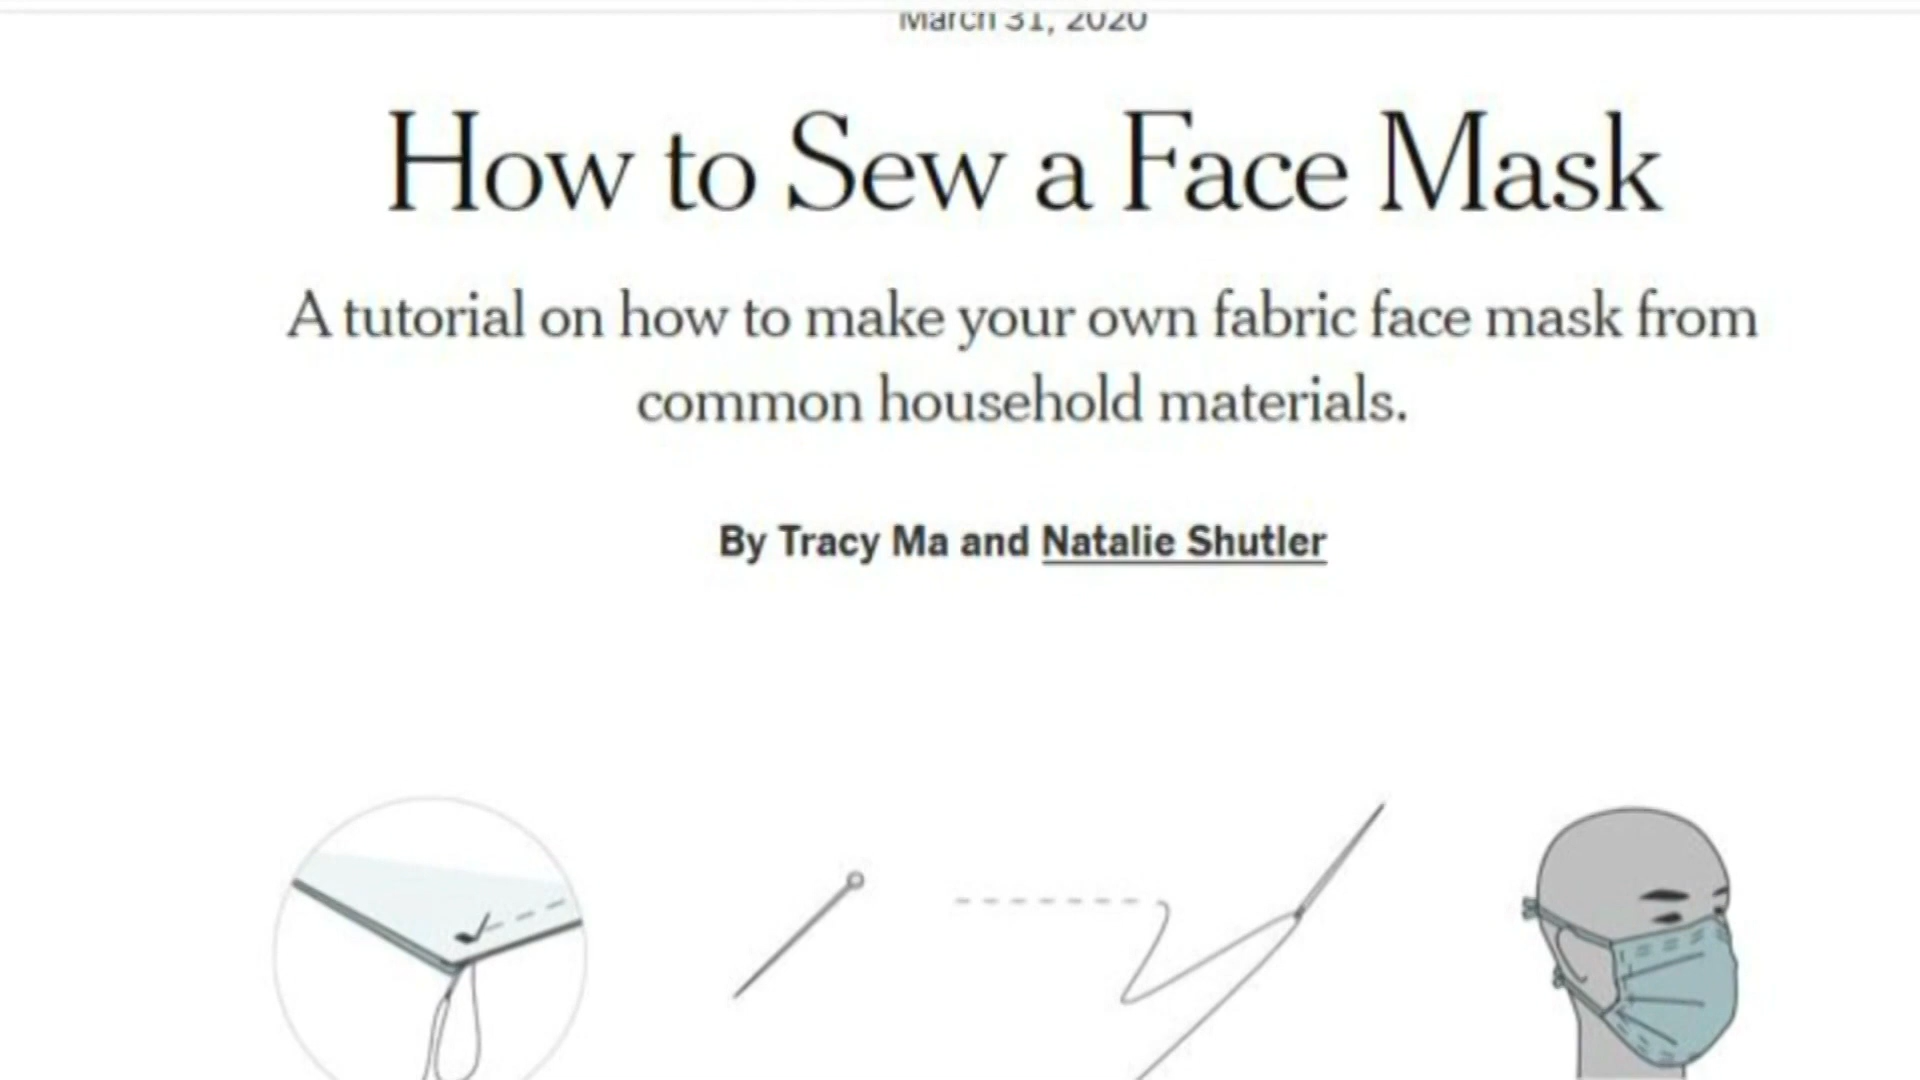 March 31, 2020
How to Sew a Face Mask
A tutorial on how to make your own fabric face mask from
common household materials.
By Tracy Ma and Natalie Shutler